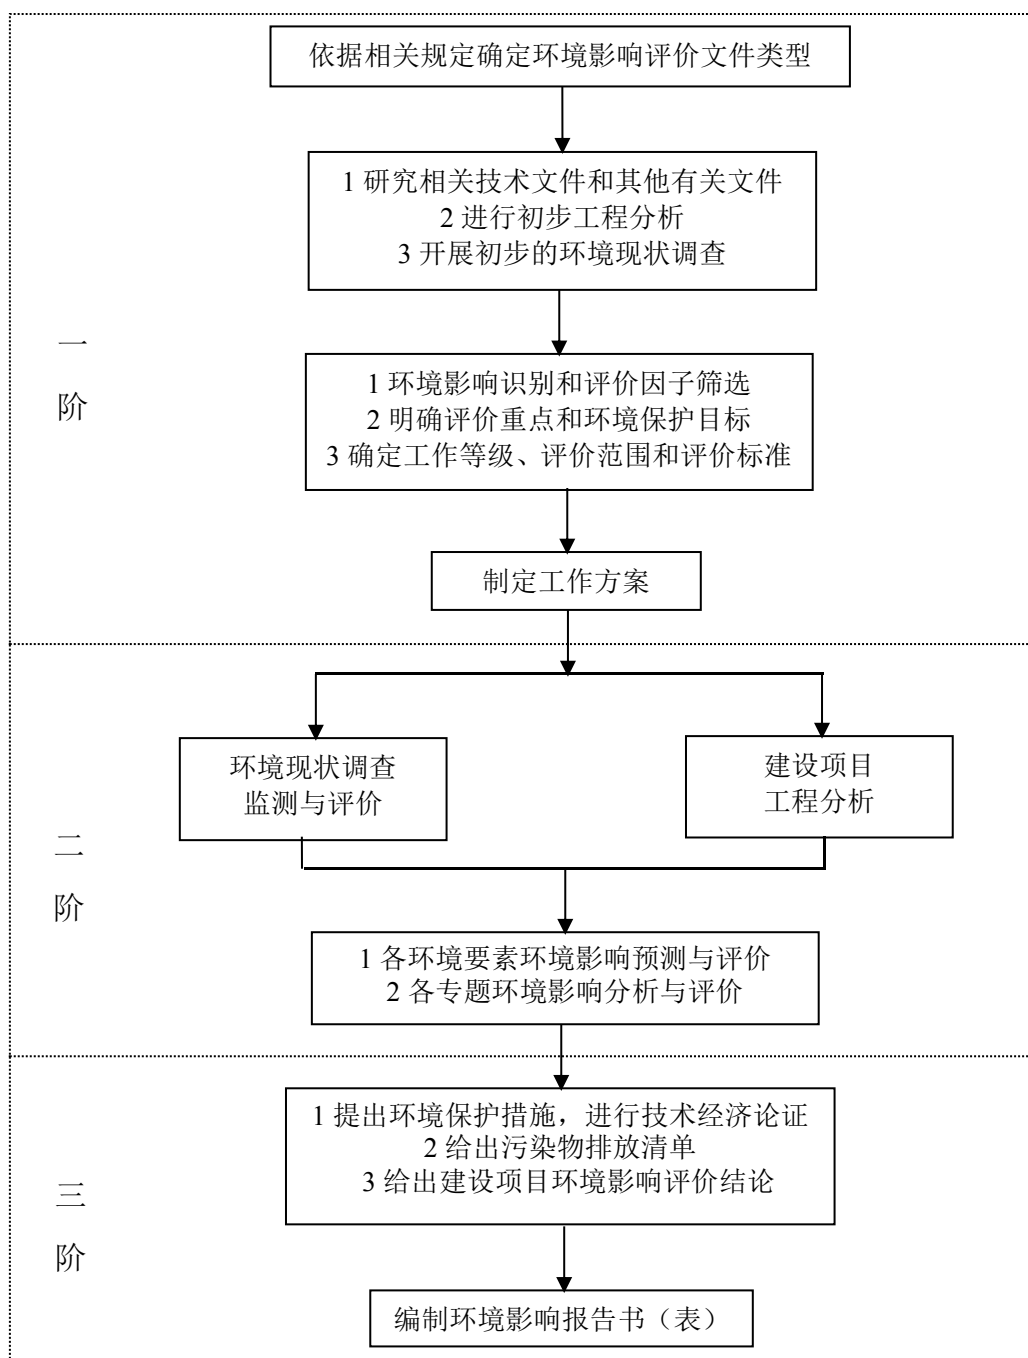 依据相关规定确定环境影响评价文件类型
1 研究相关技术文件和其他有关文件
2 进行初步工程分析
3 开展初步的环境现状调查
一
阶
1 环境影响识别和评价因子筛选
2 明确评价重点和环境保护目标
3 确定工作等级、评价范围和评价标准
制定工作方案
环境现状调查
监测与评价
建设项目
工程分析
二
阶
1 各环境要素环境影响预测与评价
2 各专题环境影响分析与评价
1 提出环境保护措施，进行技术经济论证
2 给出污染物排放清单
3 给出建设项目环境影响评价结论
三
阶
编制环境影响报告书（表）